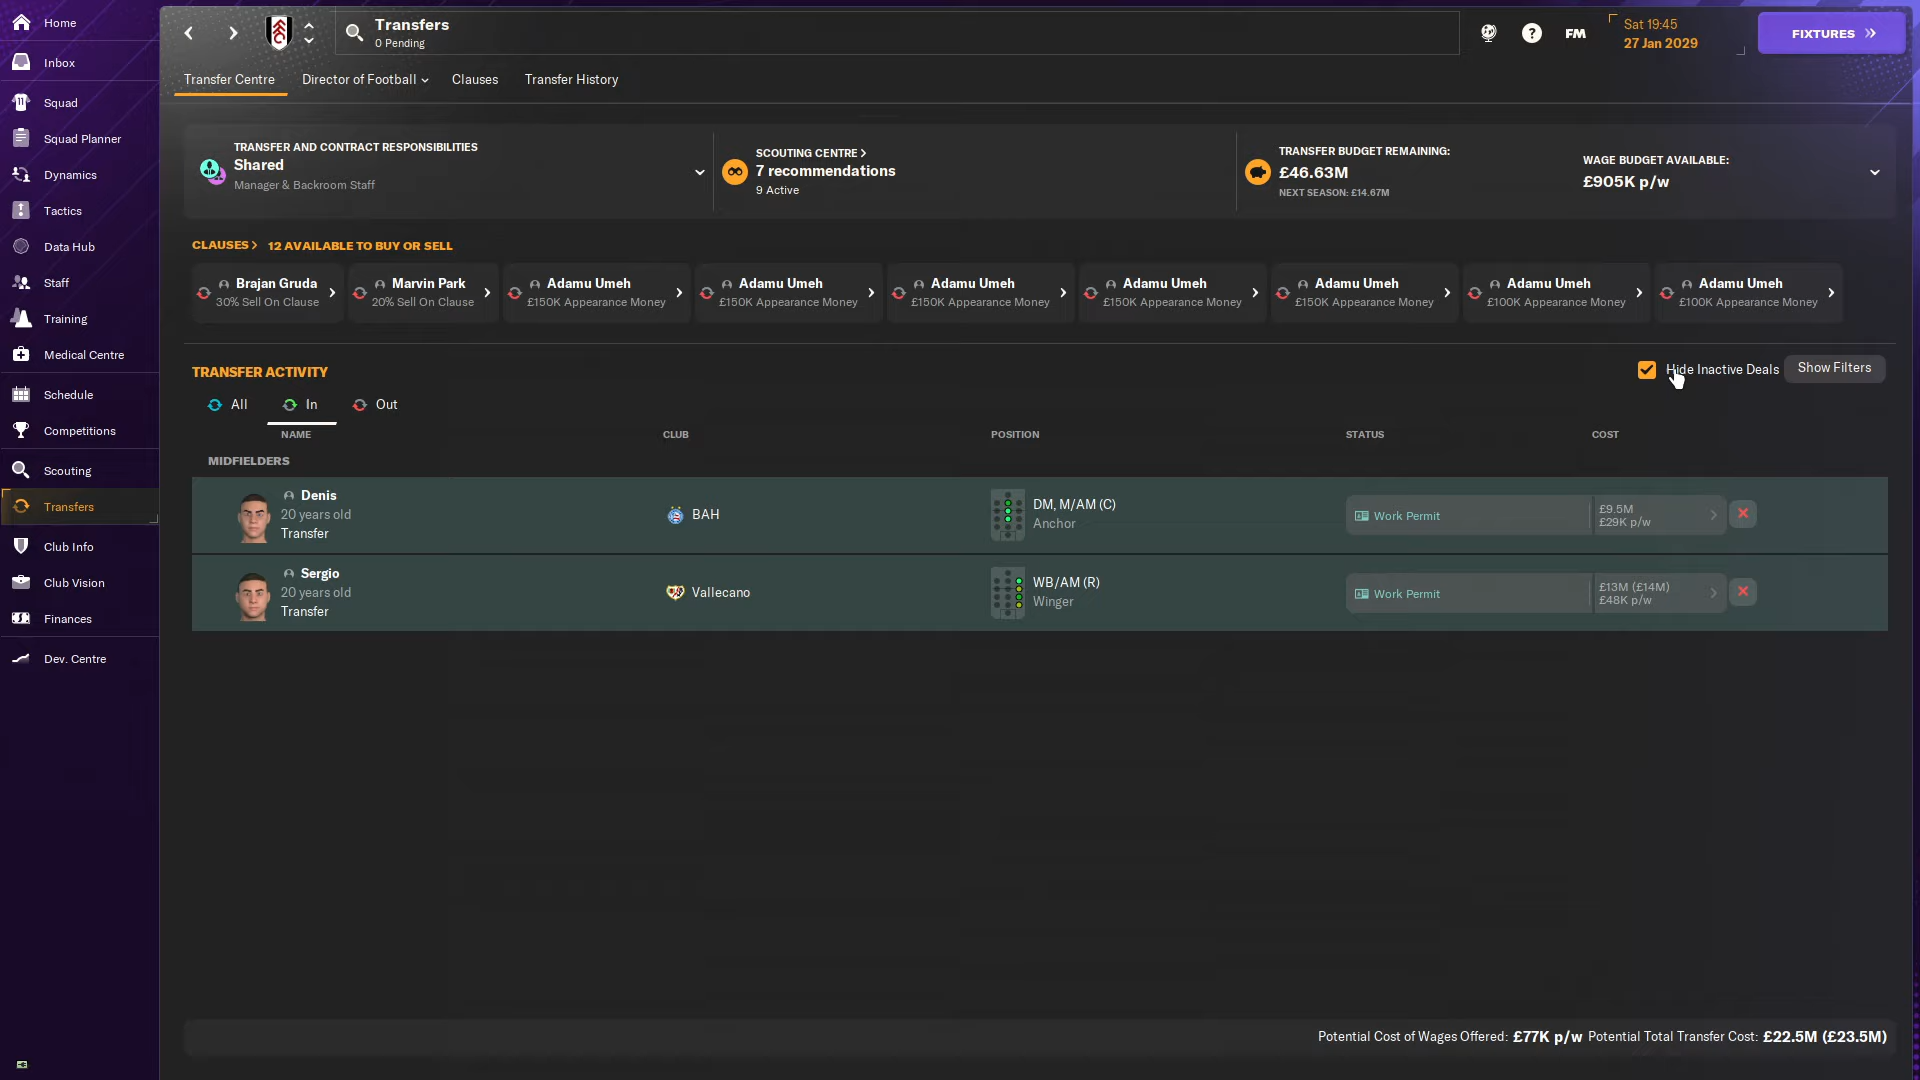 Home
Inbox
Squad
Squad Planner
Dynamics
Tactics
Data Hub
Staff
Training
Medical Centre
Schedule
Competitions
Scouting
Transfers
Club Info
Club Vision
Finances
Dev. Centre
Transfers
0 Pending
FM
Sat 19:45
27 Jan 2029
FIXTURES
Transfer Centre
Director of Football
Clauses
Transfer History
TRANSFER AND CONTRACT RESPONSIBILITIES
Shared
Manager & Backroom Staff
SCOUTING CENTRE >
7 recommendations
9 Active
TRANSFER BUDGET REMAINING:
£46.63M
NEXT SEASON: £14.67M
WAGE BUDGET AVAILABLE:
£905K p/w
CLAUSES > 12 AVAILABLE TO BUY OR SELL
Brajan Gruda
30% Sell On Clause
Marvin Park
20% Sell On Clause
Adamu Umeh
£150K Appearance Money
Adamu Umeh
£150K Appearance Money
Adamu Umeh
£150K Appearance Money
Adamu Umeh
£150K Appearance Money
Adamu Umeh
£150K Appearance Money
Adamu Umeh
£100K Appearance Money
Adamu Umeh
£100K Appearance Money
TRANSFER ACTIVITY
Hide Inactive Deals
Show Filters
All
In
Out
NAME
CLUB
POSITION
STATUS
COST
MIDFIELDERS
Denis
20 years old
Transfer
BAH
DM, M/AM (C)
Anchor
Work Permit
£9.5M
£29K p/w
Sergio
20 years old
Transfer
Vallecano
WB/AM (R)
Winger
Work Permit
£13M (£14M)
£48K p/w
Potential Cost of Wages Offered: £77K p/w Potential Total Transfer Cost: £22.5M (£23.5M)